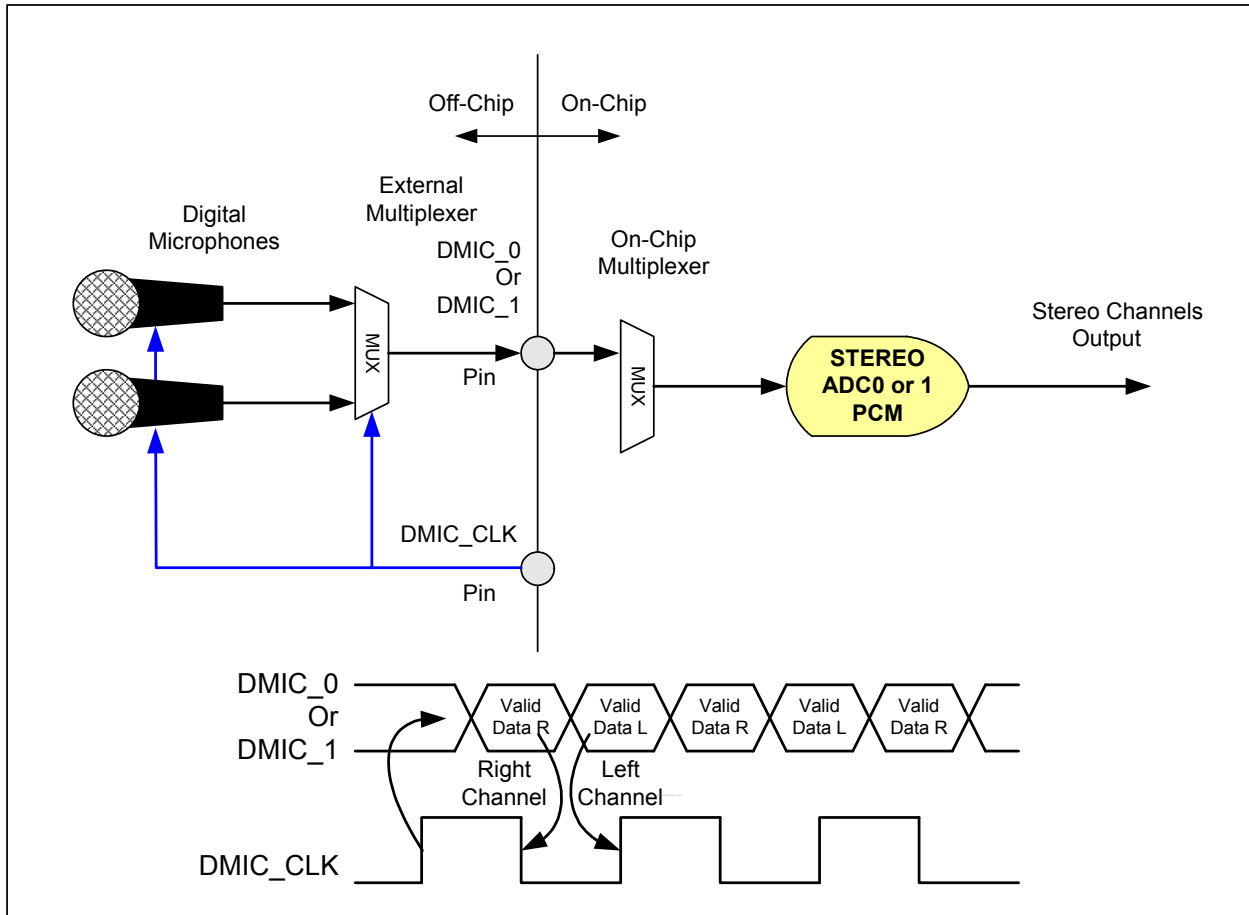 Off-Chip
On-Chip
Digital
Microphones
External
Multiplexer
DMIC_0
Or
DMIC_1
On-Chip
Multiplexer
MUX
Pin
MUX
STEREO
ADC0 or 1
PCM
Stereo Channels
Output
DMIC_CLK
Pin
DMIC_0
Or
DMIC_1
Valid
Data R
Valid
Data L
Valid
Data R
Valid
Data L
Valid
Data R
Right
Channel
Left
Channel
DMIC_CLK